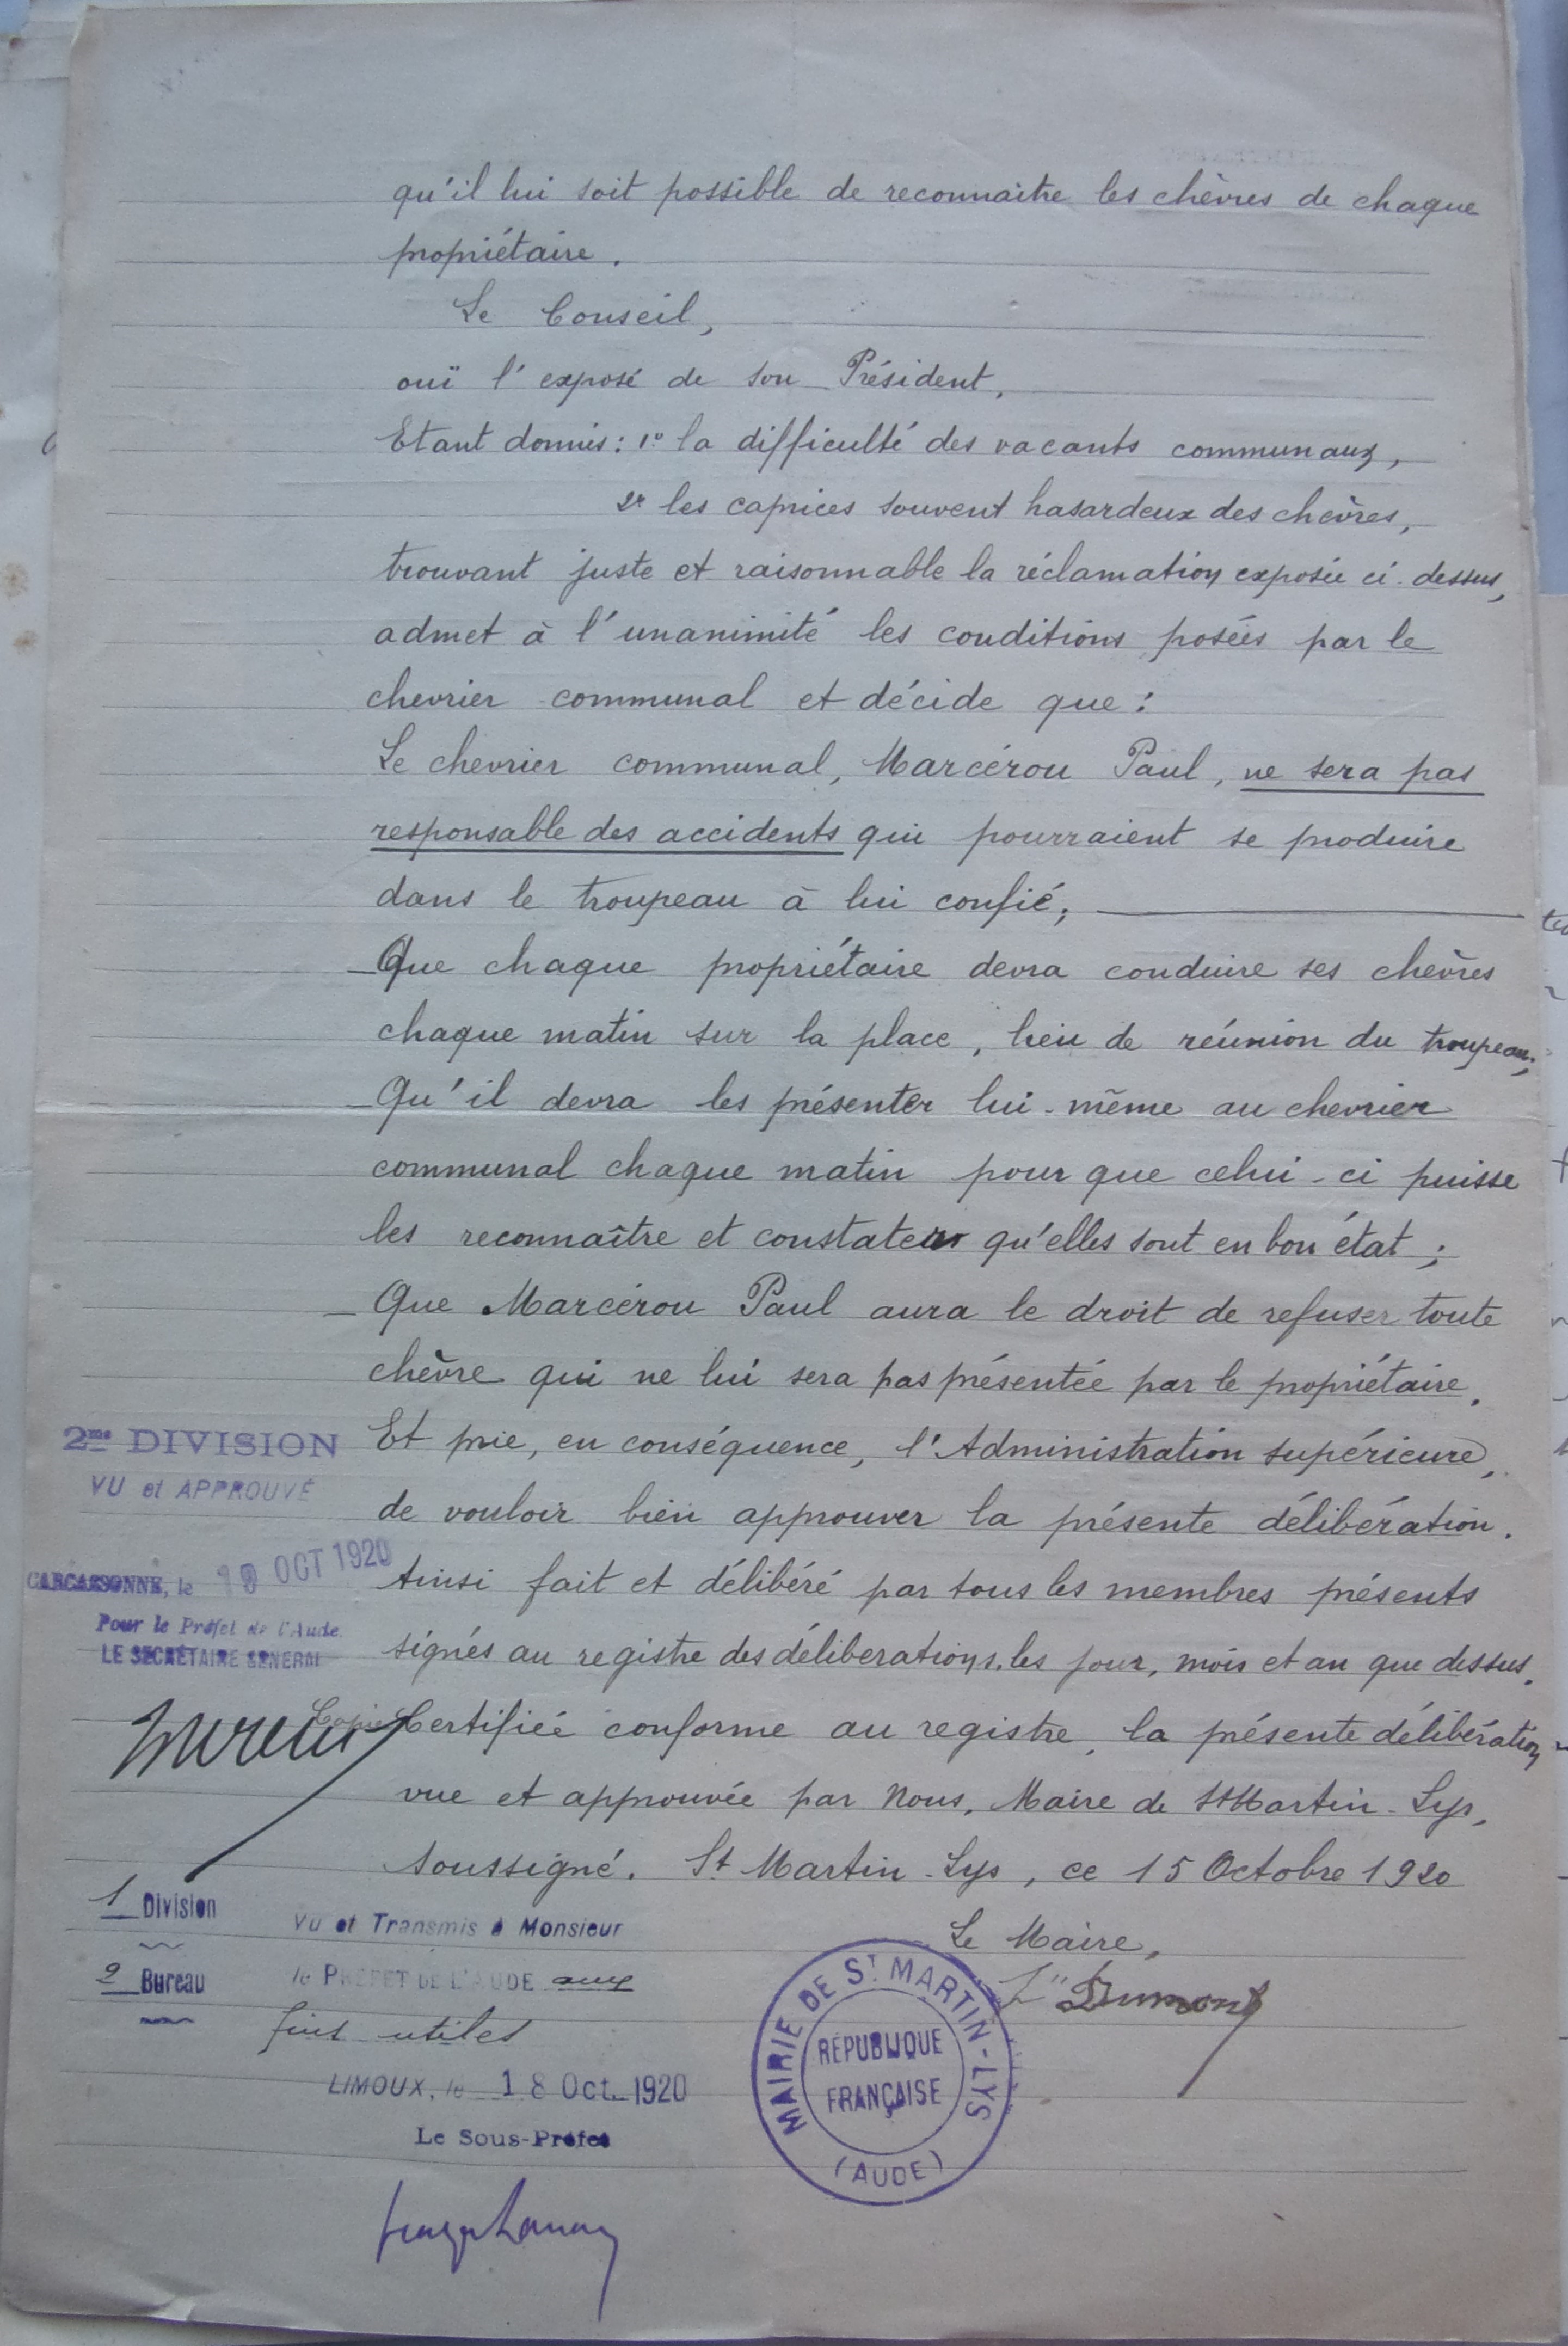 qu'il lui soit possible de reconnaitre les chèvres de chaque
propriétaire.
Le Conseil,
ouï l'exposé de son Président,
Etant donnés: 1º la difficulté des vacants communaux,
2º les caprices souvent hasardeux des chèvres,
trouvant juste et raisonnable la réclamation exposée ci-dessus,
admet à l'unanimité les conditions posées par le
chevrier communal et décide que:
Le chevrier communal, Marcérou Paul, ne sera pas
responsable des accidents qui pourraient se produire
dans le troupeau à lui confié;
- Que chaque propriétaire devra conduire ses chèvres
chaque matin sur la place, lieu de réunion du troupeau;
- Qu'il devra les présenter lui-même au chevrier
communal chaque matin pour que celui-ci puisse
les reconnaître et constater qu'elles sont en bon état;
- Que Marcérou Paul aura le droit de refuser toute
chèvre qui ne lui sera pas présentée par le propriétaire.
Et prie, en conséquence, l'Administration supérieure,
de vouloir bien approuver la présente délibération.
Ainsi fait et délibéré par tous les membres présents
signés au registre des délibérations, les jour, mois et an que dessus.
Copie Certifiée conforme au registre, la présente délibération
vue et approuvée par Nous, Maire de St Martin-Lys,
soussigné. St Martin-Lys, ce 15 Octobre 1920
Le Maire,
Dumons
2me DIVISION
VU et APPROUVÉ
CARCASSONNE, le 19 OCT 1920
Pour le Préfet de l'Aude
LE SECRÉTAIRE GÉNÉRAL
1 Division
2 Bureau
Vu et Transmis à Monsieur
le PRÉFET DE L'AUDE aux
fins utiles
LIMOUX, le 18 Oct. 1920
Le Sous-Préfet
MAIRIE DE ST MARTIN-LYS
RÉPUBLIQUE
FRANÇAISE
(AUDE)